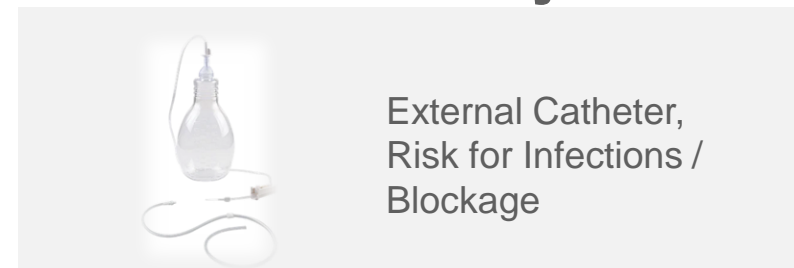 External Catheter,
Risk for Infections /
Blockage